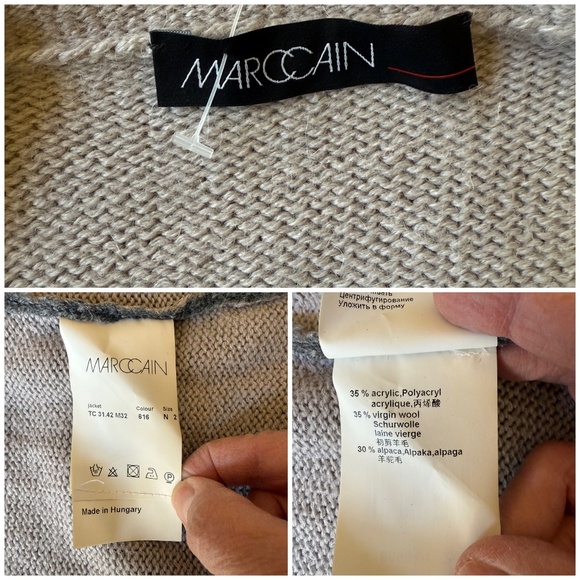 MARCCAIN
MARCCAIN
jacket Colour Size
TC 31.42 M32 616 N 2
Made in Hungary
Центрифугирование
Уложить в форму
35 % acrylic,Polyacryl
acrylique,丙烯酸
35 % virgin wool
Schurwolle
laine vierge
初剪羊毛
30 % alpaca,Alpaka,alpaga
羊驼毛